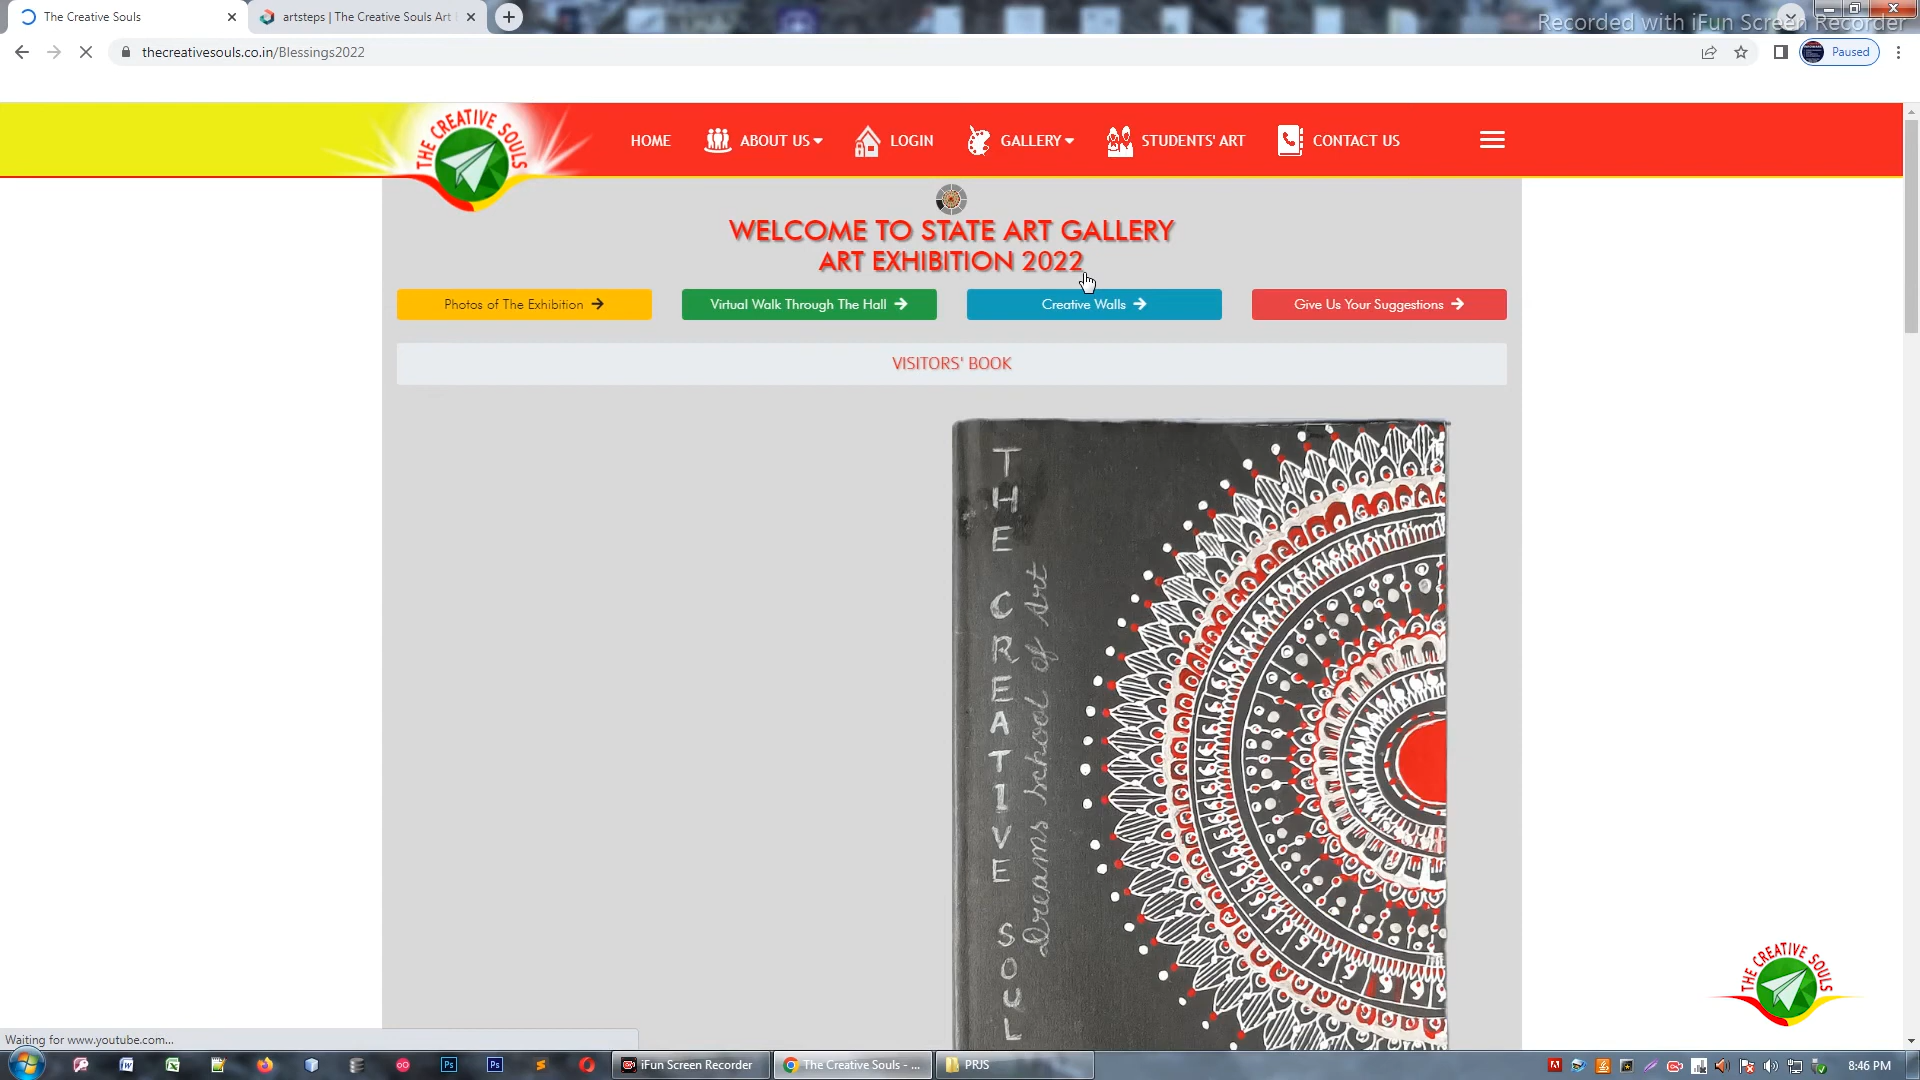 The Creative Souls
artsteps | The Creative Souls Art
Recorded with iFun Screen Recorder
thecreativesouls.co.in/Blessings2022
Paused
THE CREATIVE SOULS
HOME
ABOUT US
LOGIN
GALLERY
STUDENTS' ART
CONTACT US
WELCOME TO STATE ART GALLERY
ART EXHIBITION 2022
Photos of The Exhibition
Virtual Walk Through The Hall
Creative Walls
Give Us Your Suggestions
VISITORS' BOOK
THE CREATIVE SOUL
Dreams school of Art
THE CREATIVE SOULS
Waiting for www.youtube.com...
iFun Screen Recorder
The Creative Souls - ...
PRJS
8:46 PM